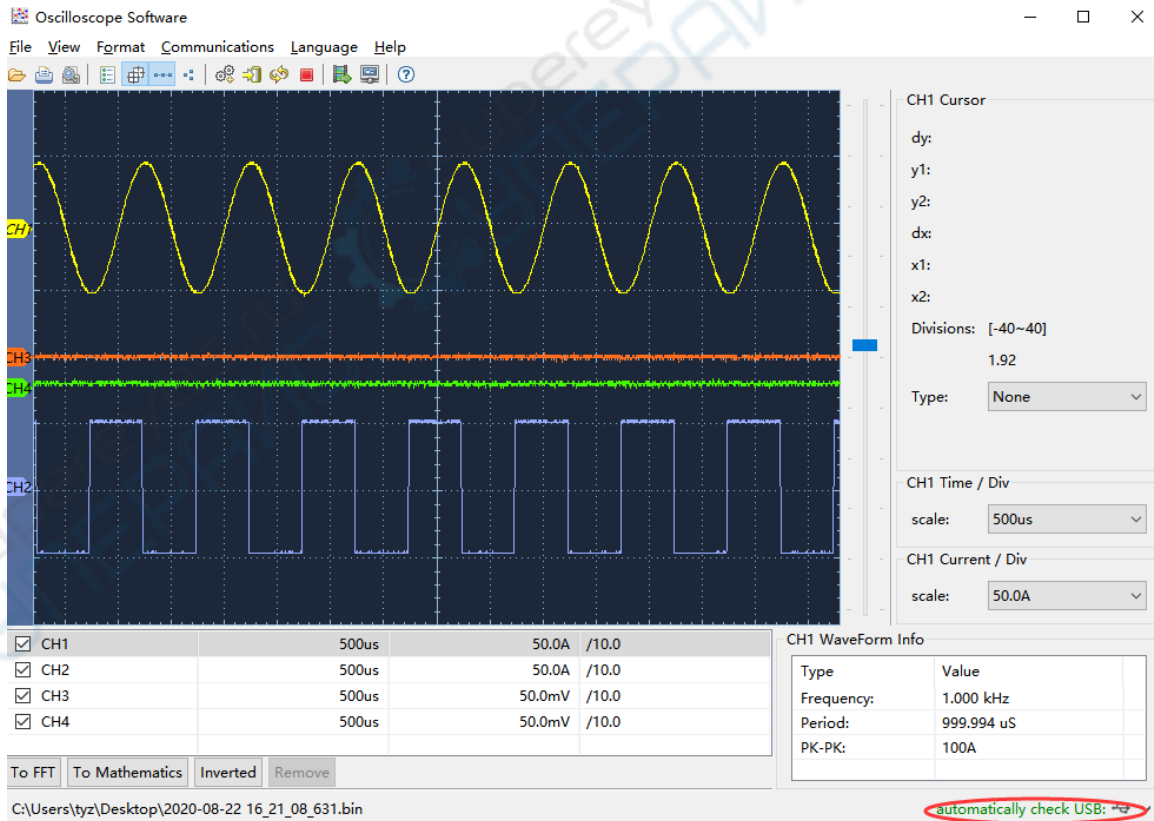 Oscilloscope Software
File View Format Communications Language Help
CH1 Cursor
dy:
y1:
y2:
dx:
x1:
x2:
Divisions: [-40~40]
1.92
Type: None
CH1
CH3
CH4
CH2
CH1 Time / Div
scale: 500us
CH1 Current / Div
scale: 50.0A
CH1 500us 50.0A /10.0
CH2 500us 50.0A /10.0
CH3 500us 50.0mV /10.0
CH4 500us 50.0mV /10.0
CH1 WaveForm Info
Type Value
Frequency: 1.000 kHz
Period: 999.994 uS
PK-PK: 100A
To FFT To Mathematics Inverted Remove
C:\Users\tyz\Desktop\2020-08-22 16_21_08_631.bin
automatically check USB: